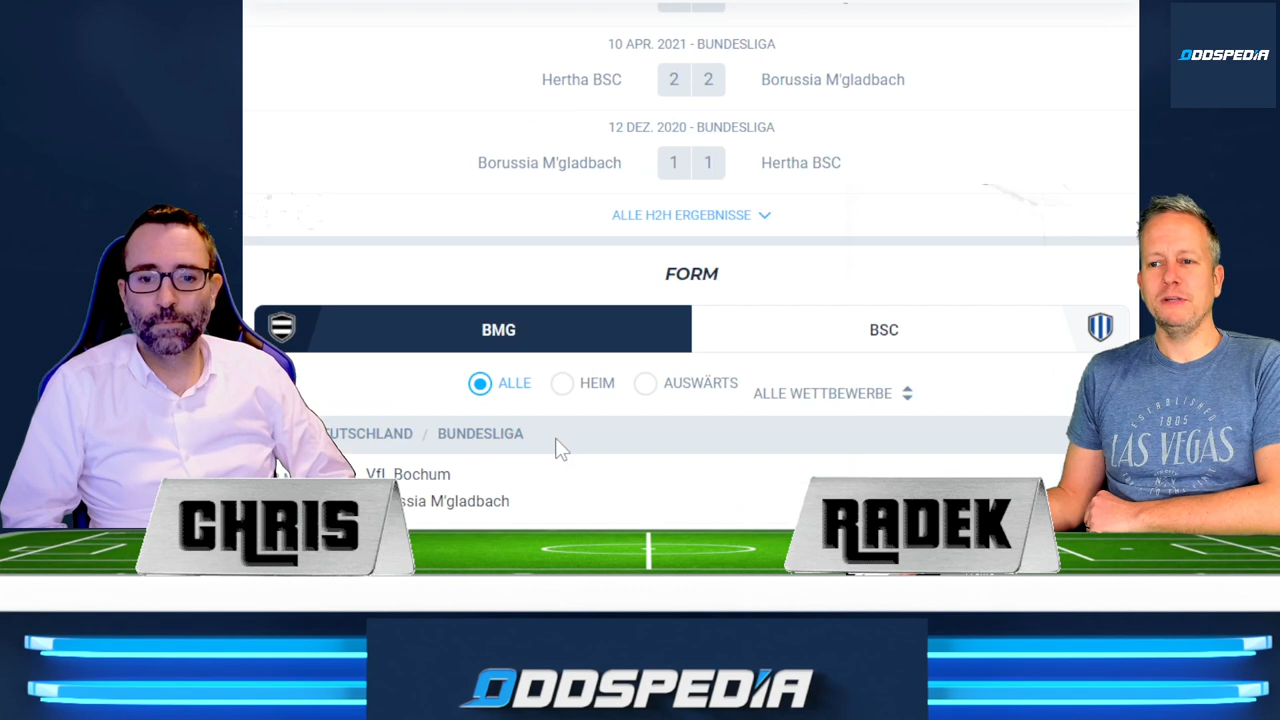 10 APR. 2021 - BUNDESLIGA
Hertha BSC 2 2 Borussia M'gladbach
12 DEZ. 2020 - BUNDESLIGA
Borussia M'gladbach 1 1 Hertha BSC
ALLE H2H ERGEBNISSE
FORM
BMG BSC
ALLE HEIM AUSWÄRTS ALLE WETTBEWERBE
UTSCHLAND / BUNDESLIGA
VfL Bochum
ssia M'gladbach
ODDSPEDIA
ESTABLISHED
1805
LAS VEGAS
CHRIS
RADEK
ODDSPEDIA